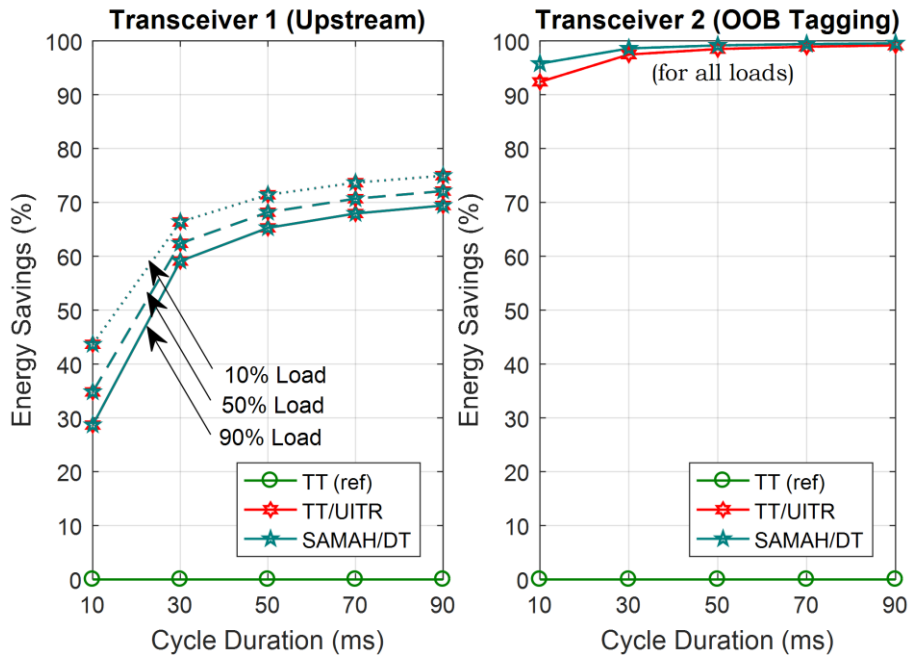 Transceiver 1 (Upstream)
100
90
80
70
60
50
40
30
20
10
0
Energy Savings (%)
10% Load
50% Load
90% Load
TT (ref)
TT/UITR
SAMAH/DT
10 30 50 70 90
Cycle Duration (ms)
Transceiver 2 (OOB Tagging)
100
90
80
70
60
50
40
30
20
10
0
Energy Savings (%)
(for all loads)
TT (ref)
TT/UITR
SAMAH/DT
10 30 50 70 90
Cycle Duration (ms)